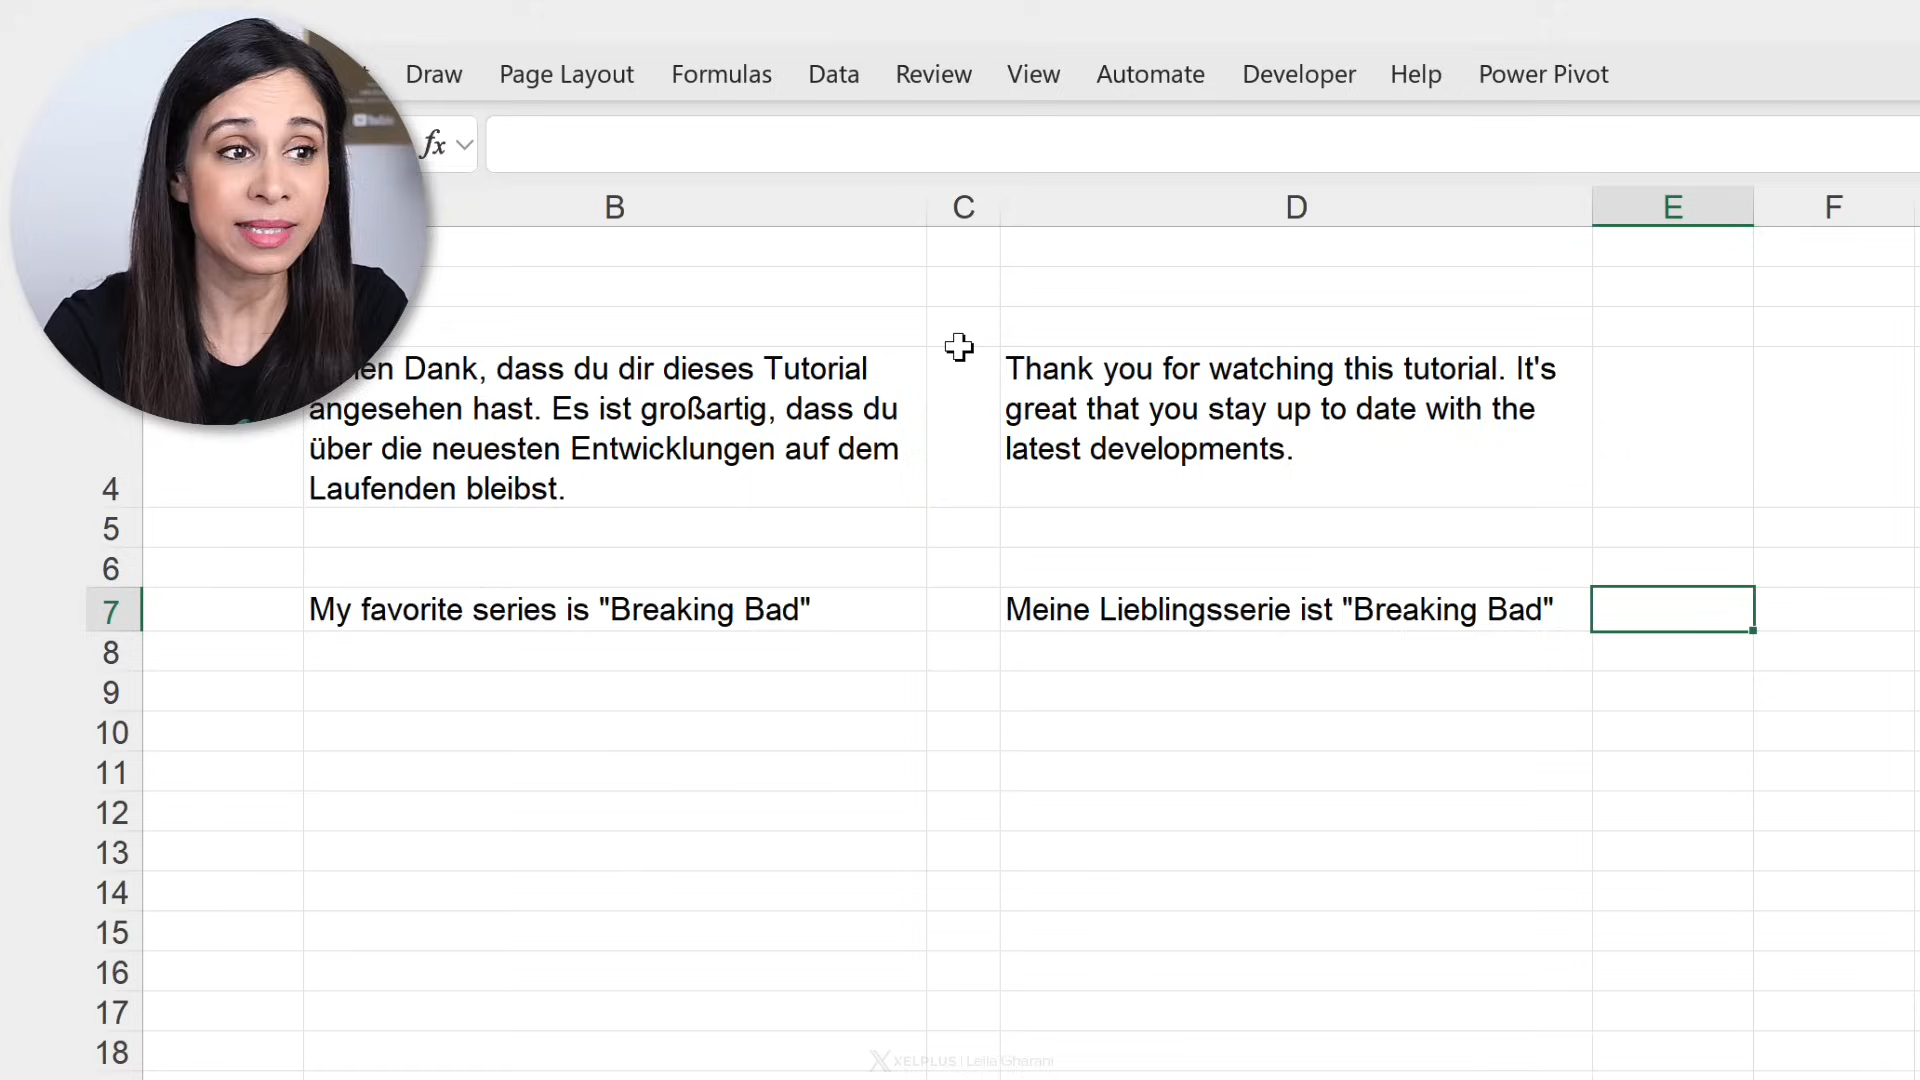 Draw Page Layout Formulas Data Review View Automate Developer Help Power Pivot
fx
B C D E F
Dank, dass du dir dieses Tutorial
angesehen hast. Es ist großartig, dass du
über die neuesten Entwicklungen auf dem
Laufenden bleibst.
Thank you for watching this tutorial. It's
great that you stay up to date with the
latest developments.
4
5
6
7 My favorite series is "Breaking Bad" Meine Lieblingsserie ist "Breaking Bad"
8
9
10
11
12
13
14
15
16
17
18
XELPLUS | Leila Gharani